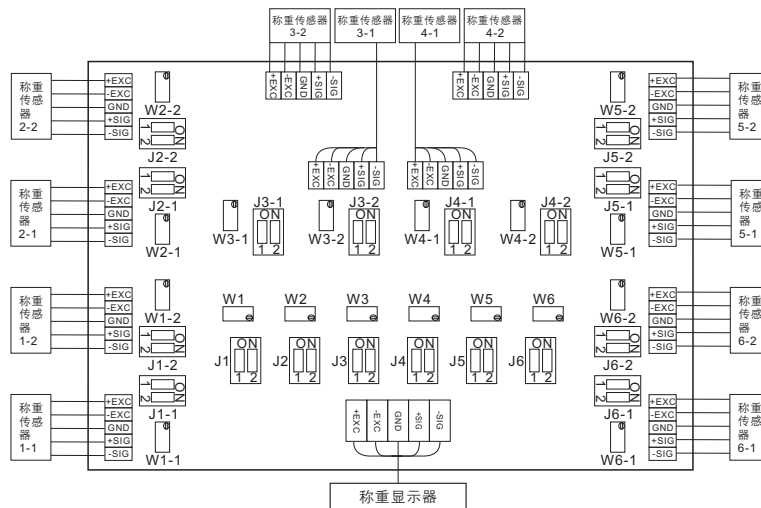 称重传感器
3-2
称重传感器
3-1
称重传感器
4-1
称重传感器
4-2
+EXC
-EXC
GND
+SIG
-SIG
+EXC
-EXC
GND
+SIG
-SIG
称重
传感
器
2-2
+EXC
-EXC
GND
+SIG
-SIG
W2-2
1 2 ON
J2-2
W5-2
1 2 ON
J5-2
+EXC
-EXC
GND
+SIG
-SIG
称重
传感
器
5-2
+EXC
-EXC
GND
+SIG
-SIG
+EXC
-EXC
GND
+SIG
-SIG
称重
传感
器
2-1
+EXC
-EXC
GND
+SIG
-SIG
1 2 ON
J2-1
W2-1
W3-1
J3-1
ON
1 2
W3-2
J3-2
ON
1 2
W4-1
J4-1
ON
1 2
W4-2
J4-2
ON
1 2
1 2 ON
J5-1
W5-1
+EXC
-EXC
GND
+SIG
-SIG
称重
传感
器
5-1
称重
传感
器
1-2
+EXC
-EXC
GND
+SIG
-SIG
W1-2
1 2 ON
J1-2
W1 W2 W3 W4 W5 W6
J1
ON
1 2
J2
ON
1 2
J3
ON
1 2
J4
ON
1 2
J5
ON
1 2
J6
ON
1 2
W6-2
1 2 ON
J6-2
+EXC
-EXC
GND
+SIG
-SIG
称重
传感
器
6-2
称重
传感
器
1-1
+EXC
-EXC
GND
+SIG
-SIG
1 2 ON
J1-1
W1-1
+EXC
-EXC
GND
+SIG
-SIG
1 2 ON
J6-1
W6-1
+EXC
-EXC
GND
+SIG
-SIG
称重
传感
器
6-1
称重显示器